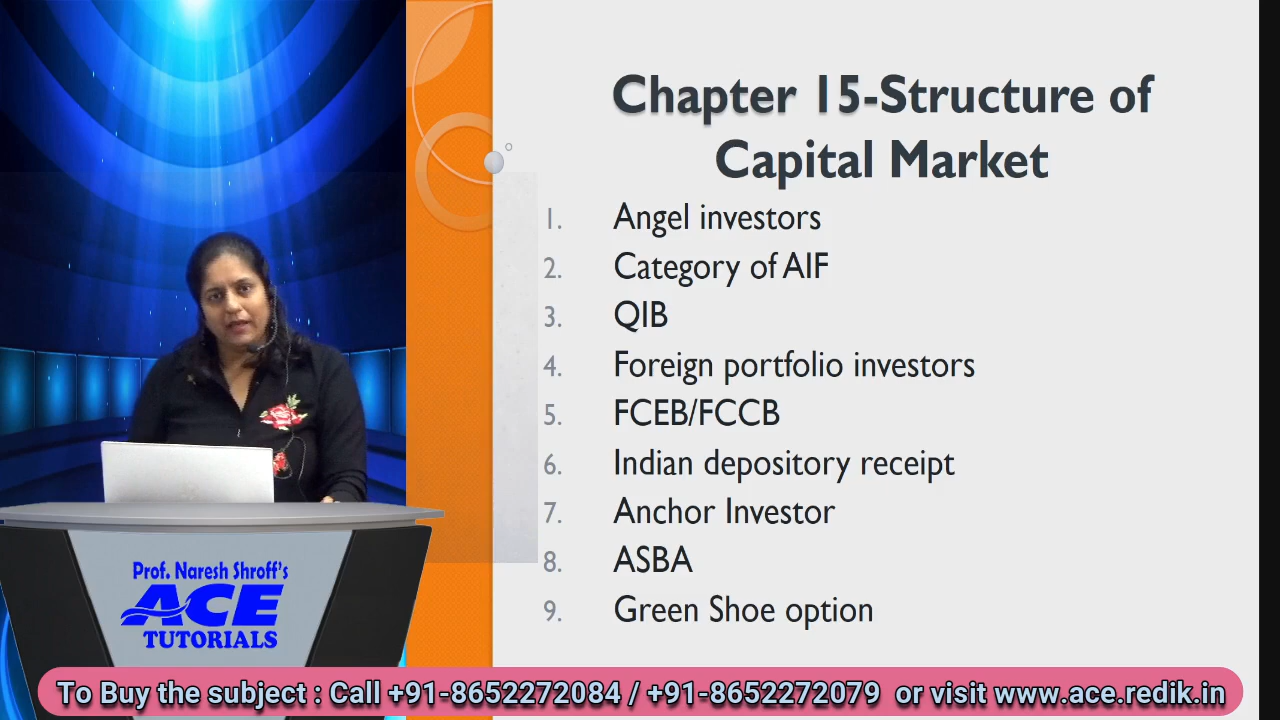 Chapter 15-Structure of
Capital Market
1. Angel investors
2. Category of AIF
3. QIB
4. Foreign portfolio investors
5. FCEB/FCCB
6. Indian depository receipt
7. Anchor Investor
8. ASBA
9. Green Shoe option
Prof. Naresh Shroff's
ACE
TUTORIALS
To Buy the subject : Call +91-8652272084 / +91-8652272079 or visit www.ace.redik.in